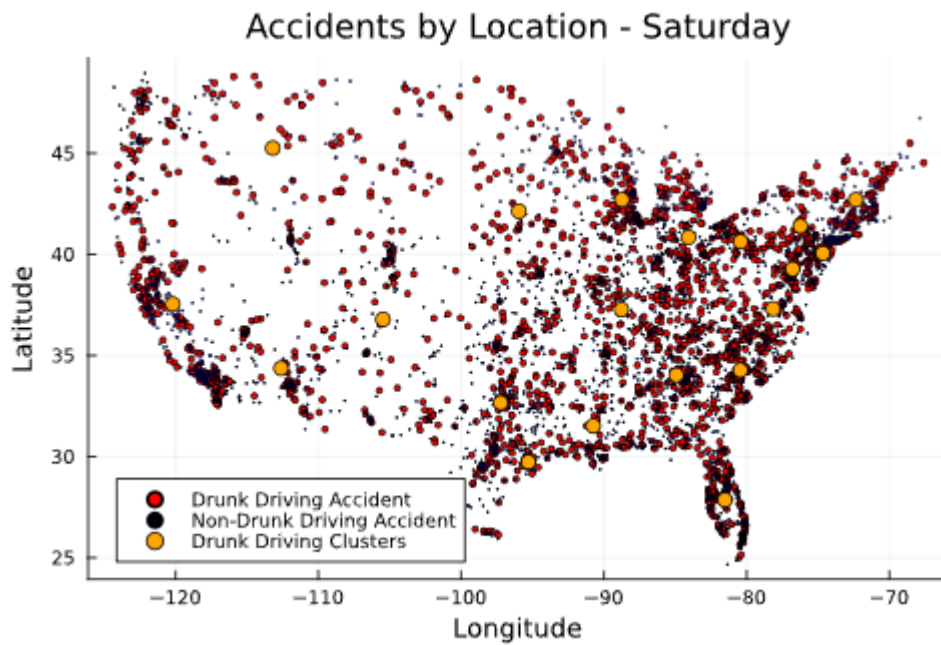 Accidents by Location - Saturday
Latitude
45
40
35
30
25
Drunk Driving Accident
Non-Drunk Driving Accident
Drunk Driving Clusters
−120
−110
−100
−90
−80
−70
Longitude